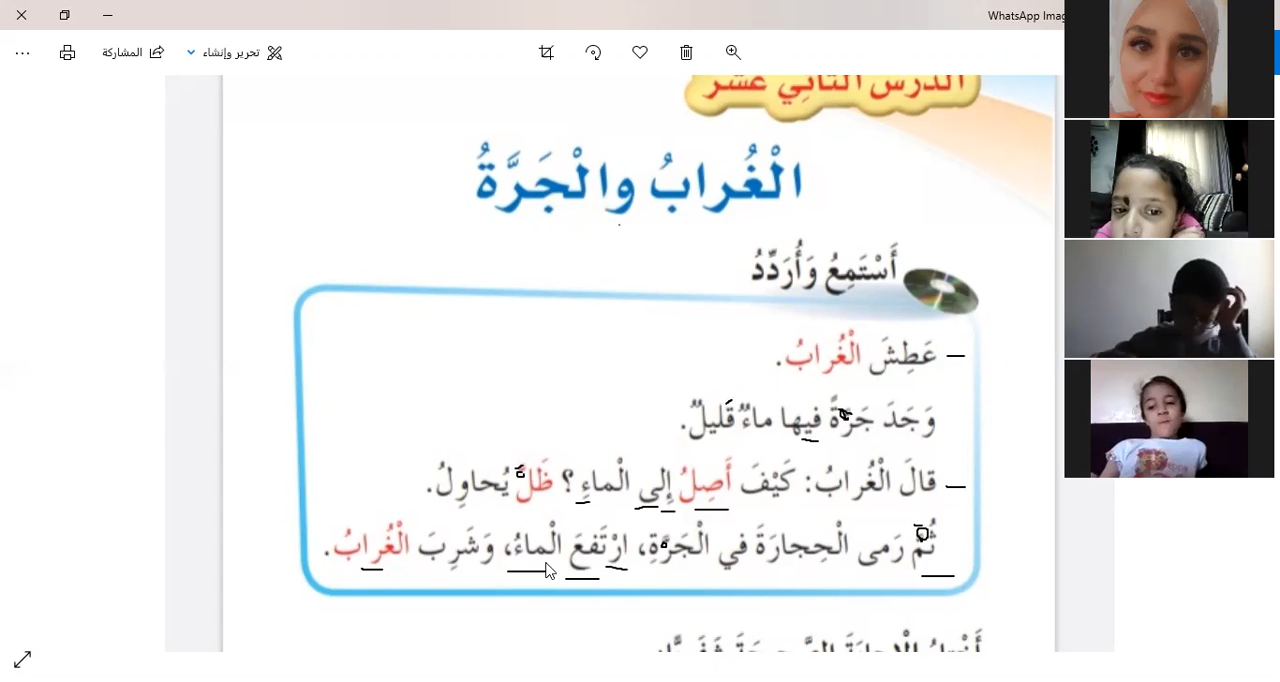 WhatsApp Imag
تحرير وإنشاء
المشاركة
الدرس الثاني عشر
الْغُرابُ والْجَرَّةُ
أَسْتَمِعُ وَأُرَدِّدُ
– عَطِشَ الْغُرابُ.
وَجَدَ جَرَّةً فيها ماءٌ قَليلٌ.
– قالَ الْغُرابُ: كَيْفَ أَصِلُ إِلى الْماءِ؟ ظَلَّ يُحاوِلُ.
ثُمَّ رَمى الْحِجارَةَ في الْجَرَّةِ، ارْتَفَعَ الْماءُ، وَشَرِبَ الْغُرابُ.